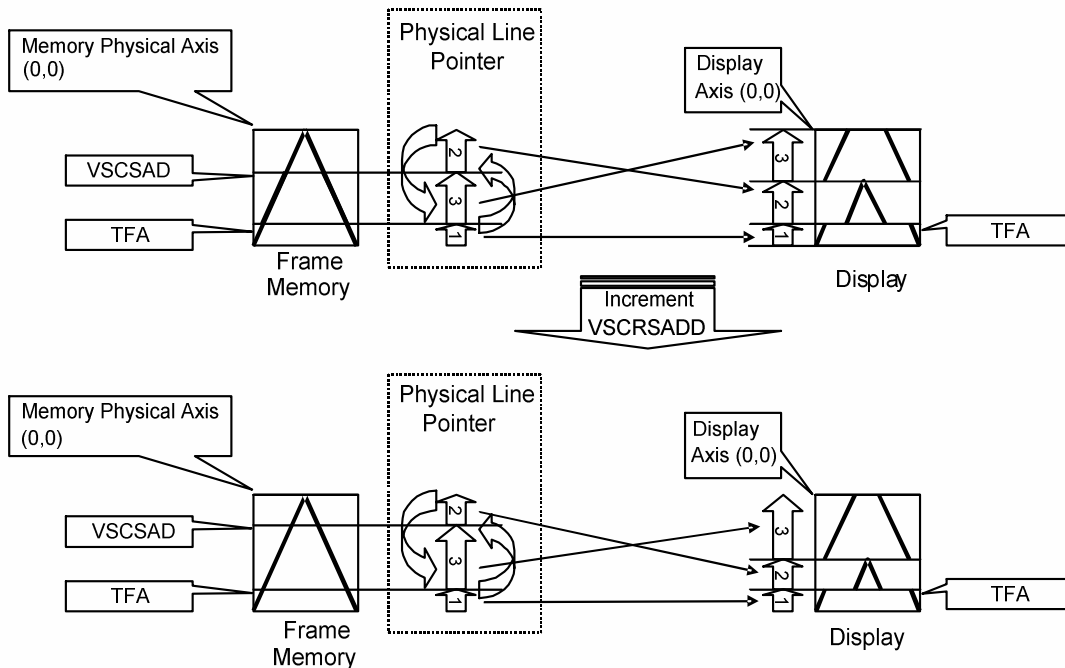 Physical Line
Pointer
Memory Physical Axis
(0,0)
Display
Axis (0,0)
VSCSAD
TFA
2
3
1
3
2
1
TFA
Frame
Memory
Display
Increment
VSCRSADD
Physical Line
Pointer
Memory Physical Axis
(0,0)
Display
Axis (0,0)
VSCSAD
TFA
2
3
1
3
2
1
TFA
Frame
Memory
Display